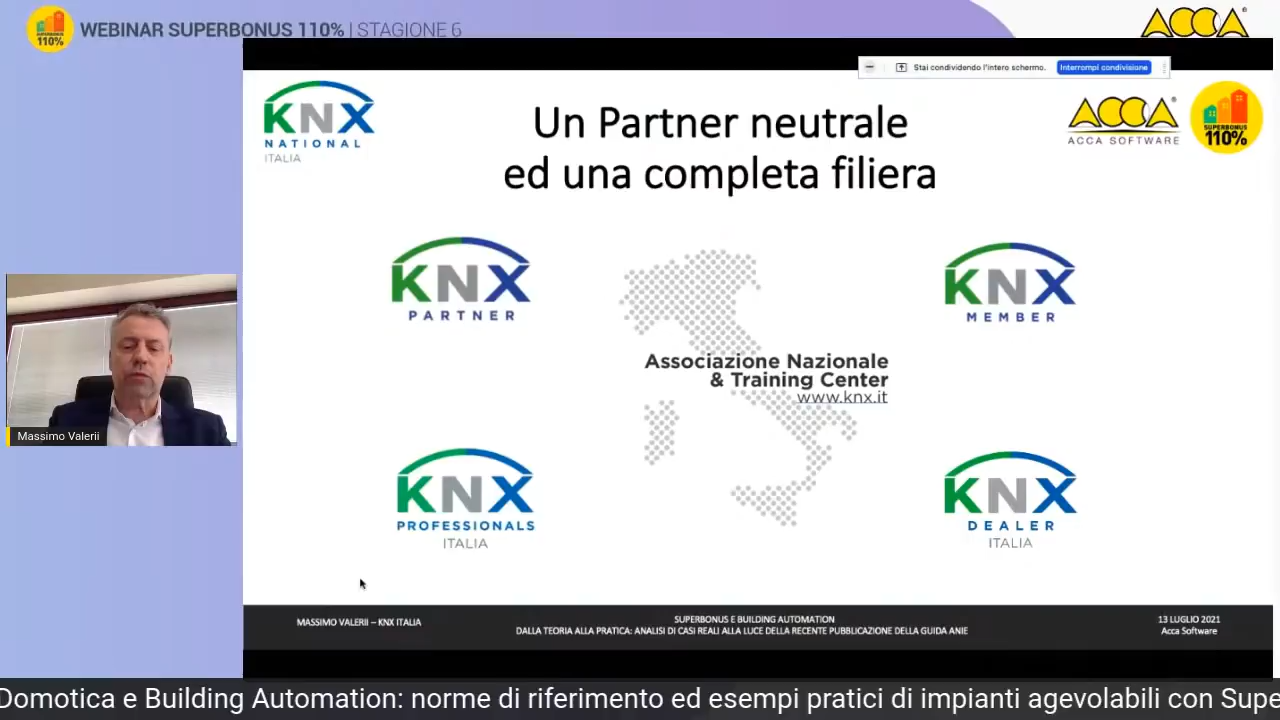 SUPERBONUS
110%
WEBINAR SUPERBONUS 110% | STAGIONE 6
ACCA
Stai condividendo l'intero schermo.
Interrompi condivisione
KNX
NATIONAL
ITALIA
Un Partner neutrale
ed una completa filiera
ACCA
ACCA SOFTWARE
SUPERBONUS
110%
KNX
PARTNER
KNX
MEMBER
Associazione Nazionale
& Training Center
www.knx.it
Massimo Valerii
KNX
PROFESSIONALS
ITALIA
KNX
DEALER
ITALIA
MASSIMO VALERII – KNX ITALIA
SUPERBONUS E BUILDING AUTOMATION
DALLA TEORIA ALLA PRATICA: ANALISI DI CASI REALI ALLA LUCE DELLA RECENTE PUBBLICAZIONE DELLA GUIDA ANIE
13 LUGLIO 2021
Acca Software
Domotica e Building Automation: norme di riferimento ed esempi pratici di impianti agevolabili con Supe